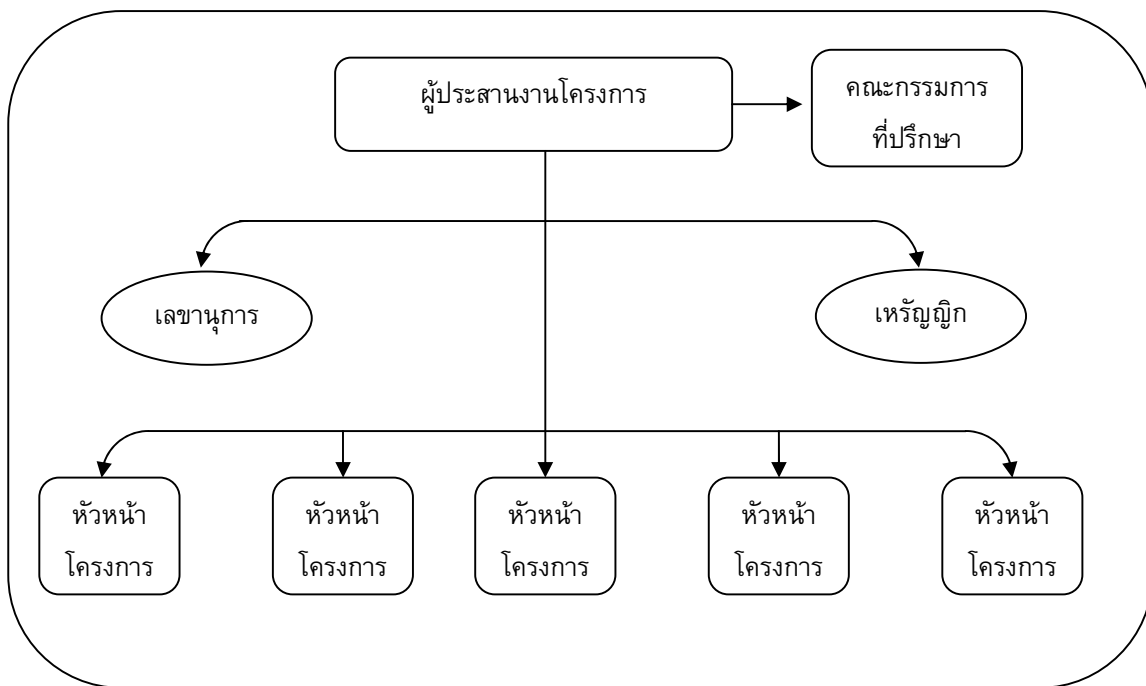 ผู้ประสานงานโครงการ
คณะกรรมการ
ที่ปรึกษา
เลขานุการ
เหรัญญิก
หัวหน้า
โครงการ
หัวหน้า
โครงการ
หัวหน้า
โครงการ
หัวหน้า
โครงการ
หัวหน้า
โครงการ